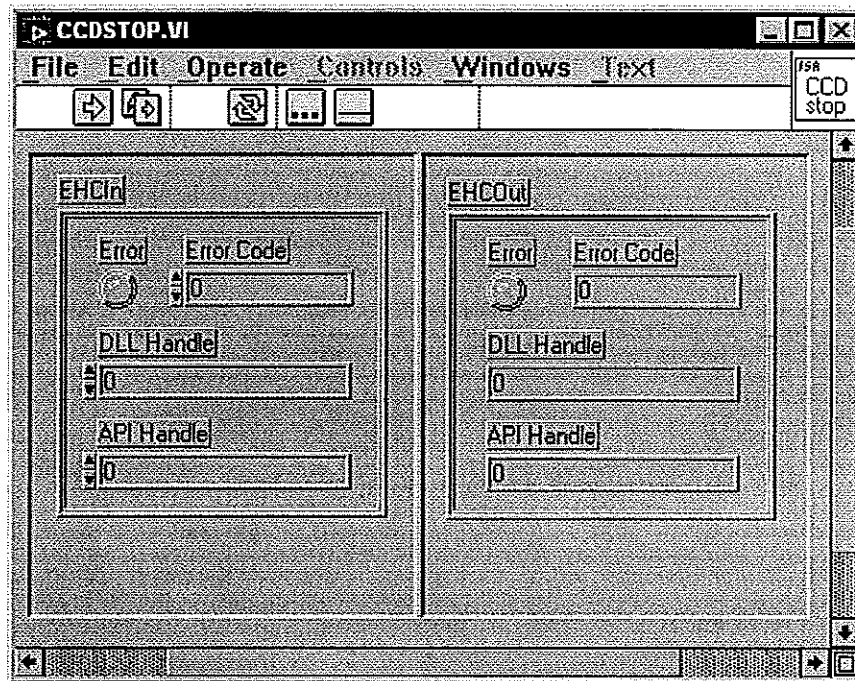 CCDSTOP.VI
File Edit Operate Controls Windows Text
ISA
CCD
stop
EHCIn
Error Error Code
0
DLL Handle
0
API Handle
0
EHCOut
Error Error Code
0
DLL Handle
0
API Handle
0